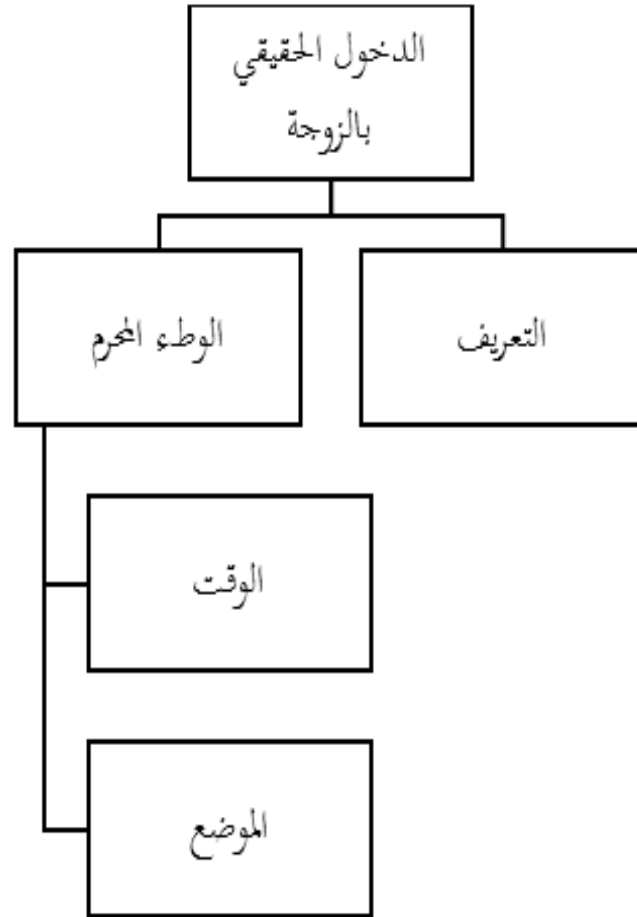 الدخول الحقيقي
بالزوجة
التعريف
الوطء المحرم
الوقت
الموضع